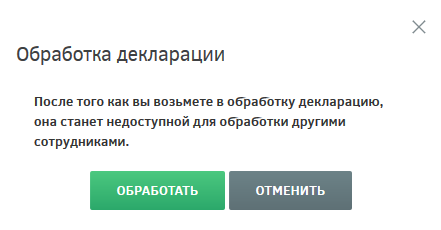 Обработка декларации
После того как вы возьмете в обработку декларацию,
она станет недоступной для обработки другими
сотрудниками.
ОБРАБОТАТЬ
ОТМЕНИТЬ